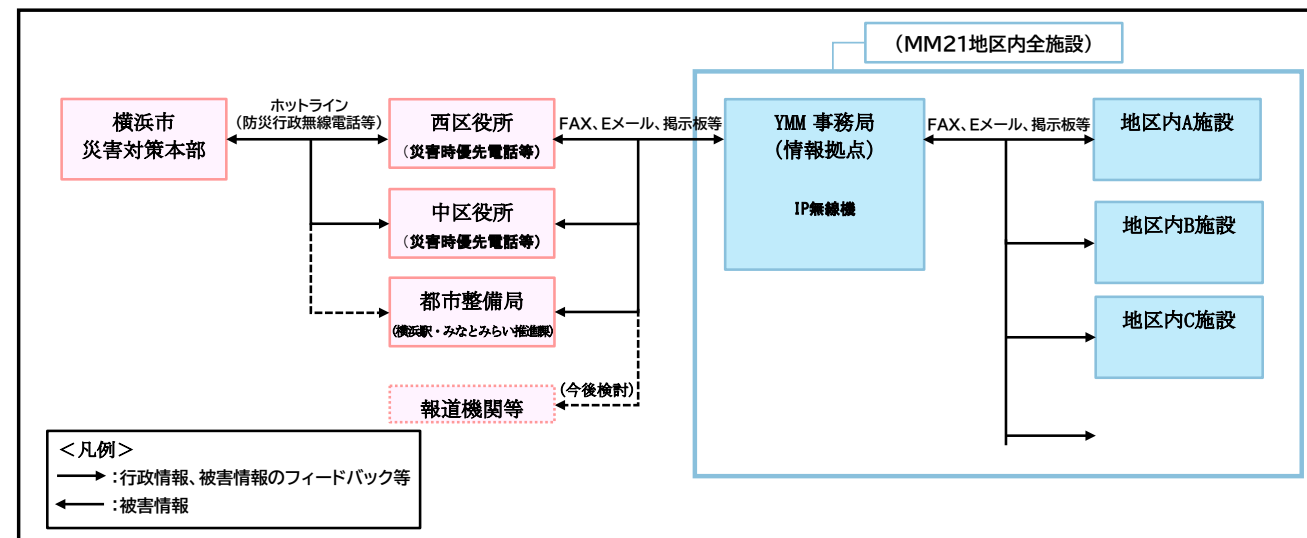 (MM21地区内全施設)
横浜市
災害対策本部
ホットライン
(防災行政無線電話等)
西区役所
(災害時優先電話等)
FAX、Eメール、掲示板等
YMM 事務局
(情報拠点)
IP無線機
FAX、Eメール、掲示板等
地区内A施設
中区役所
(災害時優先電話等)
地区内B施設
都市整備局
(横浜駅・みなとみらい推進課)
地区内C施設
(今後検討)
報道機関等
<凡例>
:行政情報、被害情報のフィードバック等
:被害情報